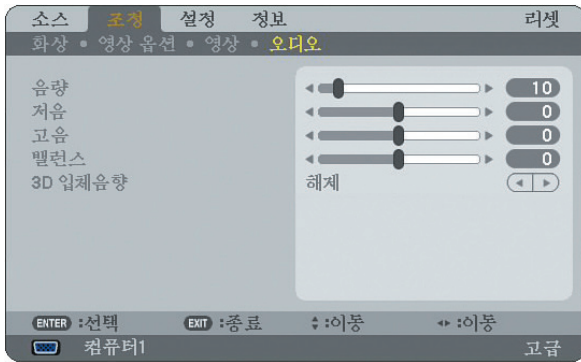 소스 조정 설정 정보 리셋
화상 • 영상 옵션 • 영상 • 오디오
음량 10
저음 0
고음 0
밸런스 0
3D 입체음향 해제
ENTER :선택 EXIT :종료 :이동 :이동
컴퓨터1 고급